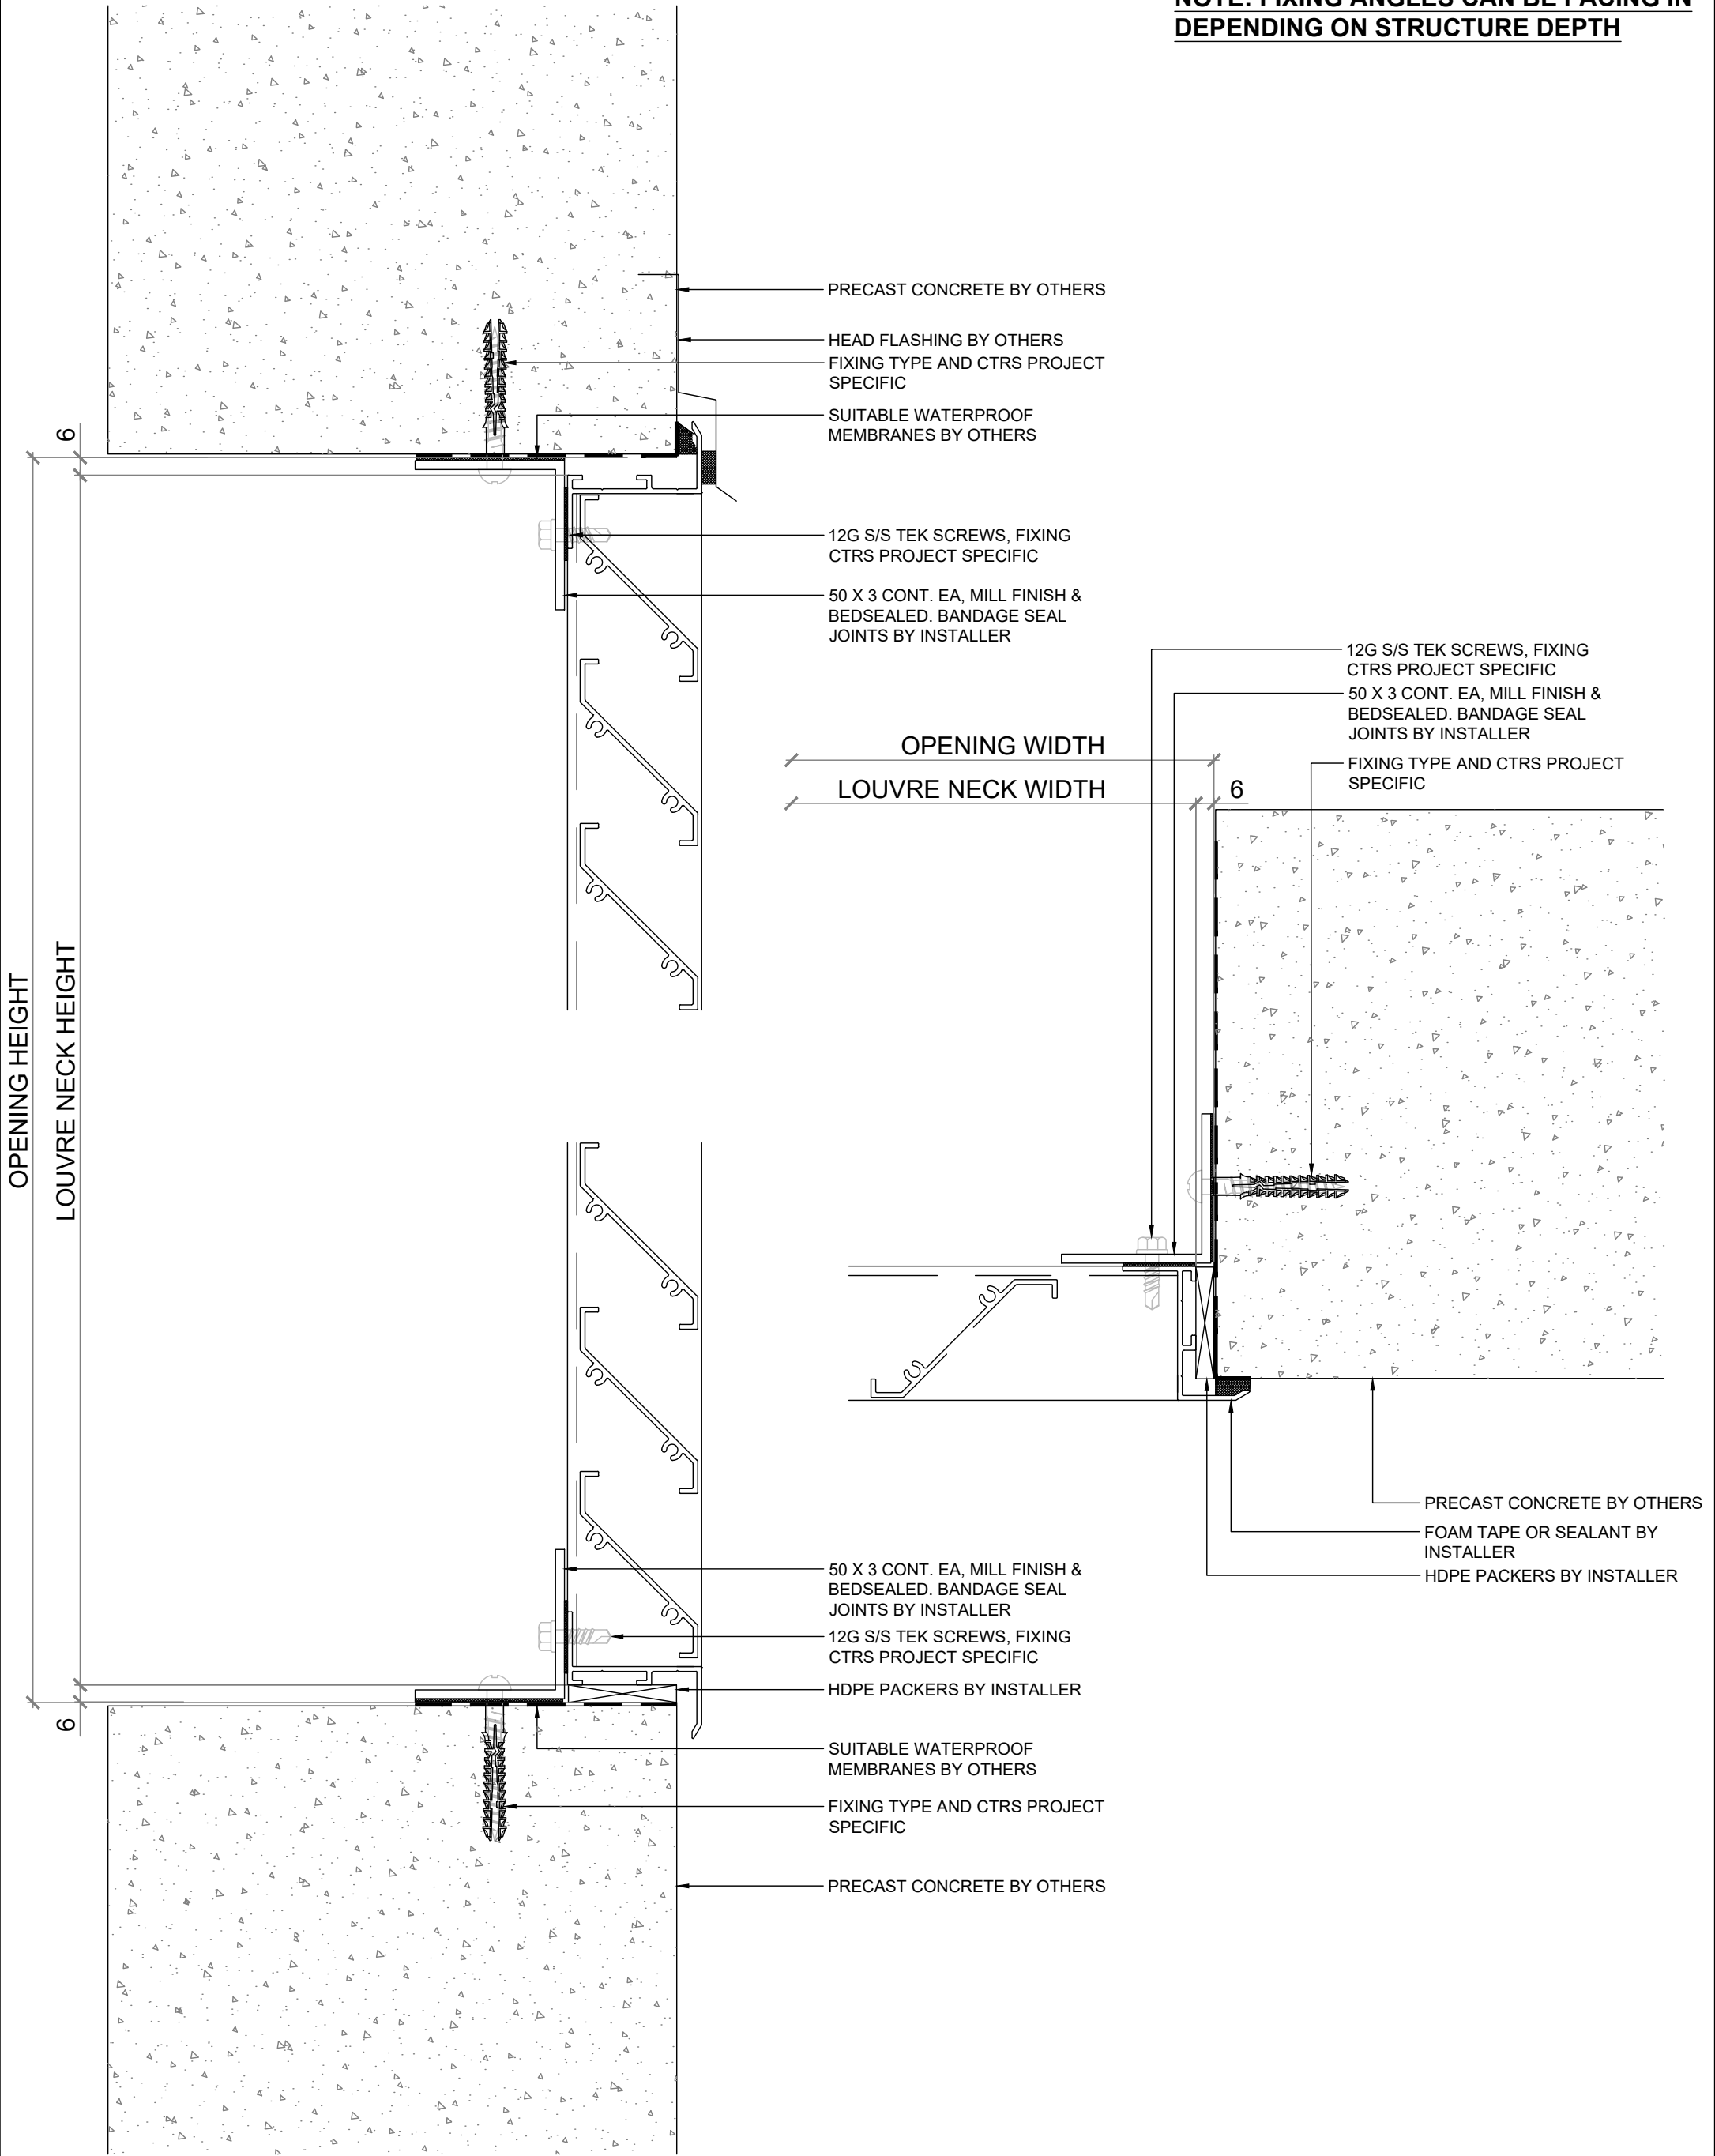 NOTE: FIXING ANGLES CAN BE FACING IN
DEPENDING ON STRUCTURE DEPTH
PRECAST CONCRETE BY OTHERS
HEAD FLASHING BY OTHERS
FIXING TYPE AND CTRS PROJECT
SPECIFIC
SUITABLE WATERPROOF
MEMBRANES BY OTHERS
6
12G S/S TEK SCREWS, FIXING
CTRS PROJECT SPECIFIC
50 X 3 CONT. EA, MILL FINISH &
BEDSEALED. BANDAGE SEAL
JOINTS BY INSTALLER
12G S/S TEK SCREWS, FIXING
CTRS PROJECT SPECIFIC
50 X 3 CONT. EA, MILL FINISH &
BEDSEALED. BANDAGE SEAL
JOINTS BY INSTALLER
FIXING TYPE AND CTRS PROJECT
SPECIFIC
OPENING WIDTH
LOUVRE NECK WIDTH
6
OPENING HEIGHT
LOUVRE NECK HEIGHT
PRECAST CONCRETE BY OTHERS
FOAM TAPE OR SEALANT BY
INSTALLER
HDPE PACKERS BY INSTALLER
50 X 3 CONT. EA, MILL FINISH &
BEDSEALED. BANDAGE SEAL
JOINTS BY INSTALLER
12G S/S TEK SCREWS, FIXING
CTRS PROJECT SPECIFIC
HDPE PACKERS BY INSTALLER
6
SUITABLE WATERPROOF
MEMBRANES BY OTHERS
FIXING TYPE AND CTRS PROJECT
SPECIFIC
PRECAST CONCRETE BY OTHERS